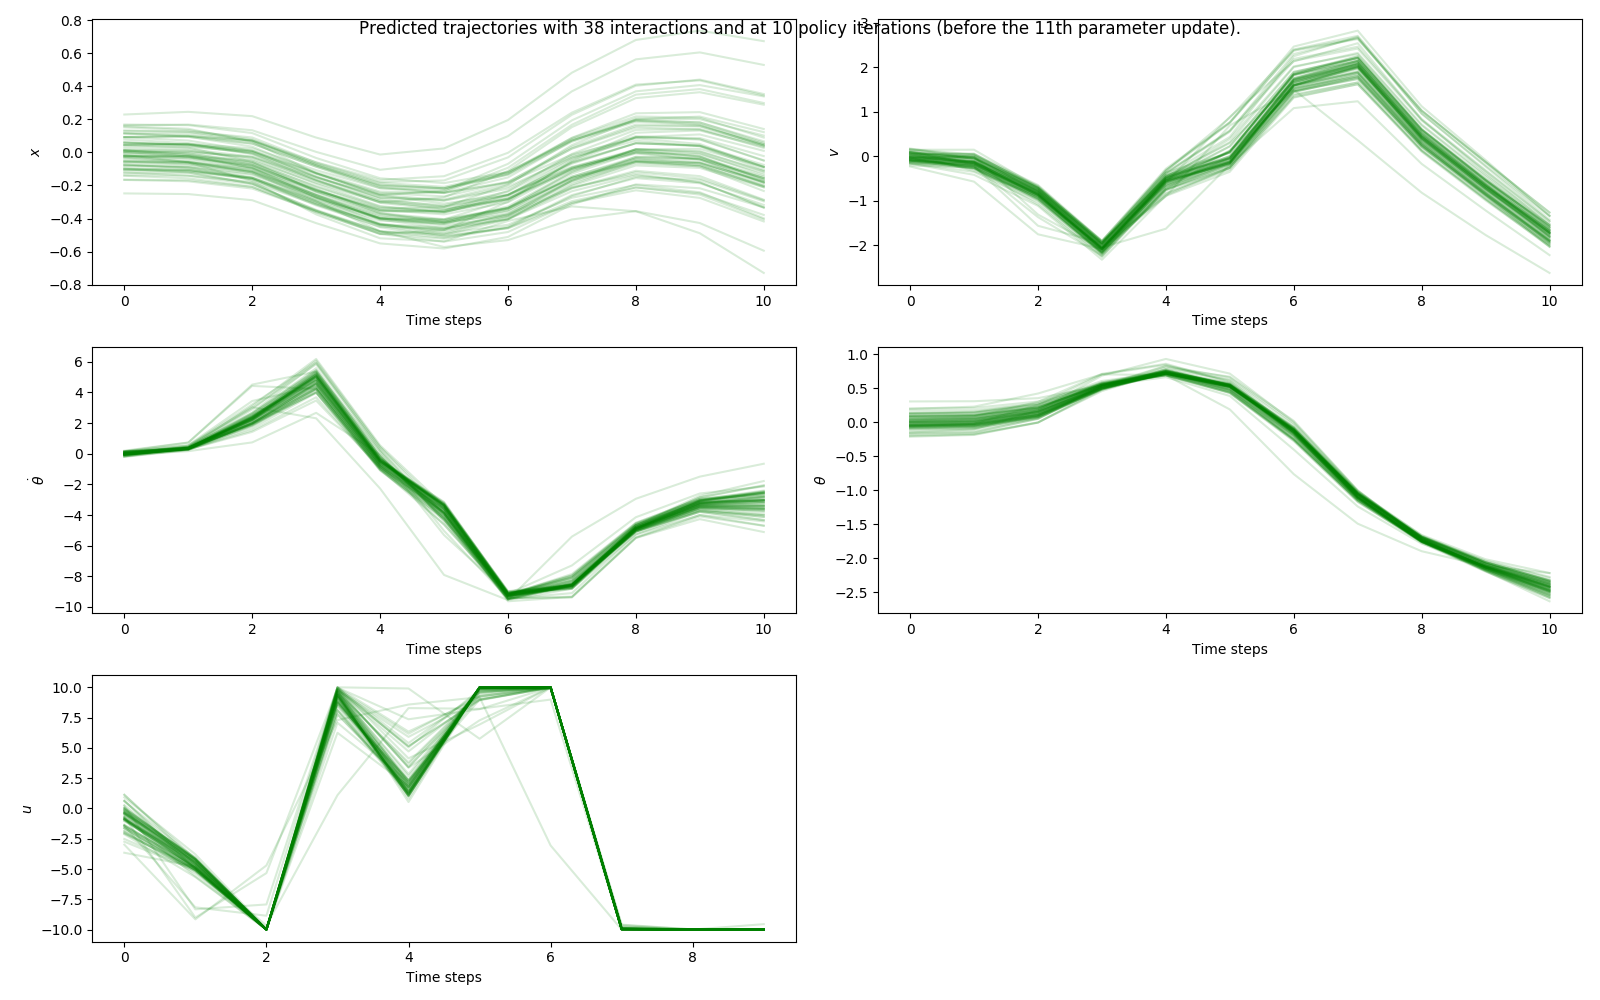 Predicted trajectories with 38 interactions and at 10 policy iterations (before the 11th parameter update).
0.8
0.6
0.4
0.2
0.0
−0.2
−0.4
−0.6
−0.8
x
0 2 4 6 8 10
Time steps
3
2
1
0
−1
−2
v
0 2 4 6 8 10
Time steps
6
4
2
0
−2
−4
−6
−8
−10
θ̇
0 2 4 6 8 10
Time steps
1.0
0.5
0.0
−0.5
−1.0
−1.5
−2.0
−2.5
θ
0 2 4 6 8 10
Time steps
10.0
7.5
5.0
2.5
0.0
−2.5
−5.0
−7.5
−10.0
u
0 2 4 6 8
Time steps